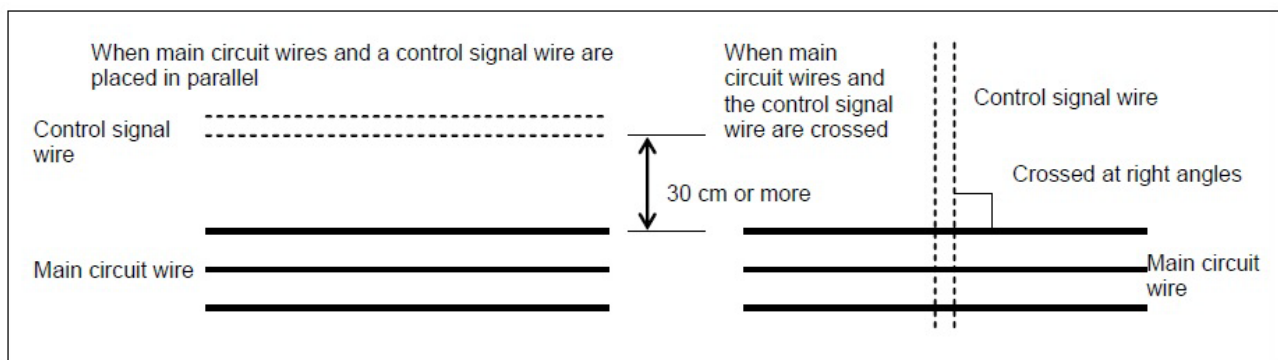 When main circuit wires and a control signal wire are
placed in parallel
Control signal
wire
30 cm or more
Main circuit wire
When main
circuit wires and
the control signal
wire are crossed
Control signal wire
Crossed at right angles
Main circuit
wire